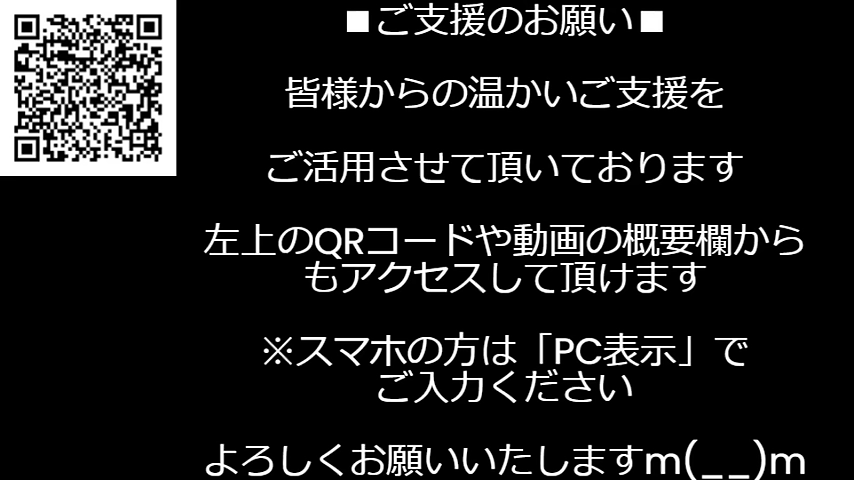 ■ご支援のお願い■
皆様からの温かいご支援を
ご活用させて頂いております
左上のQRコードや動画の概要欄から
もアクセスして頂けます
※スマホの方は「PC表示」で
ご入力ください
よろしくお願いいたしますm(__)m